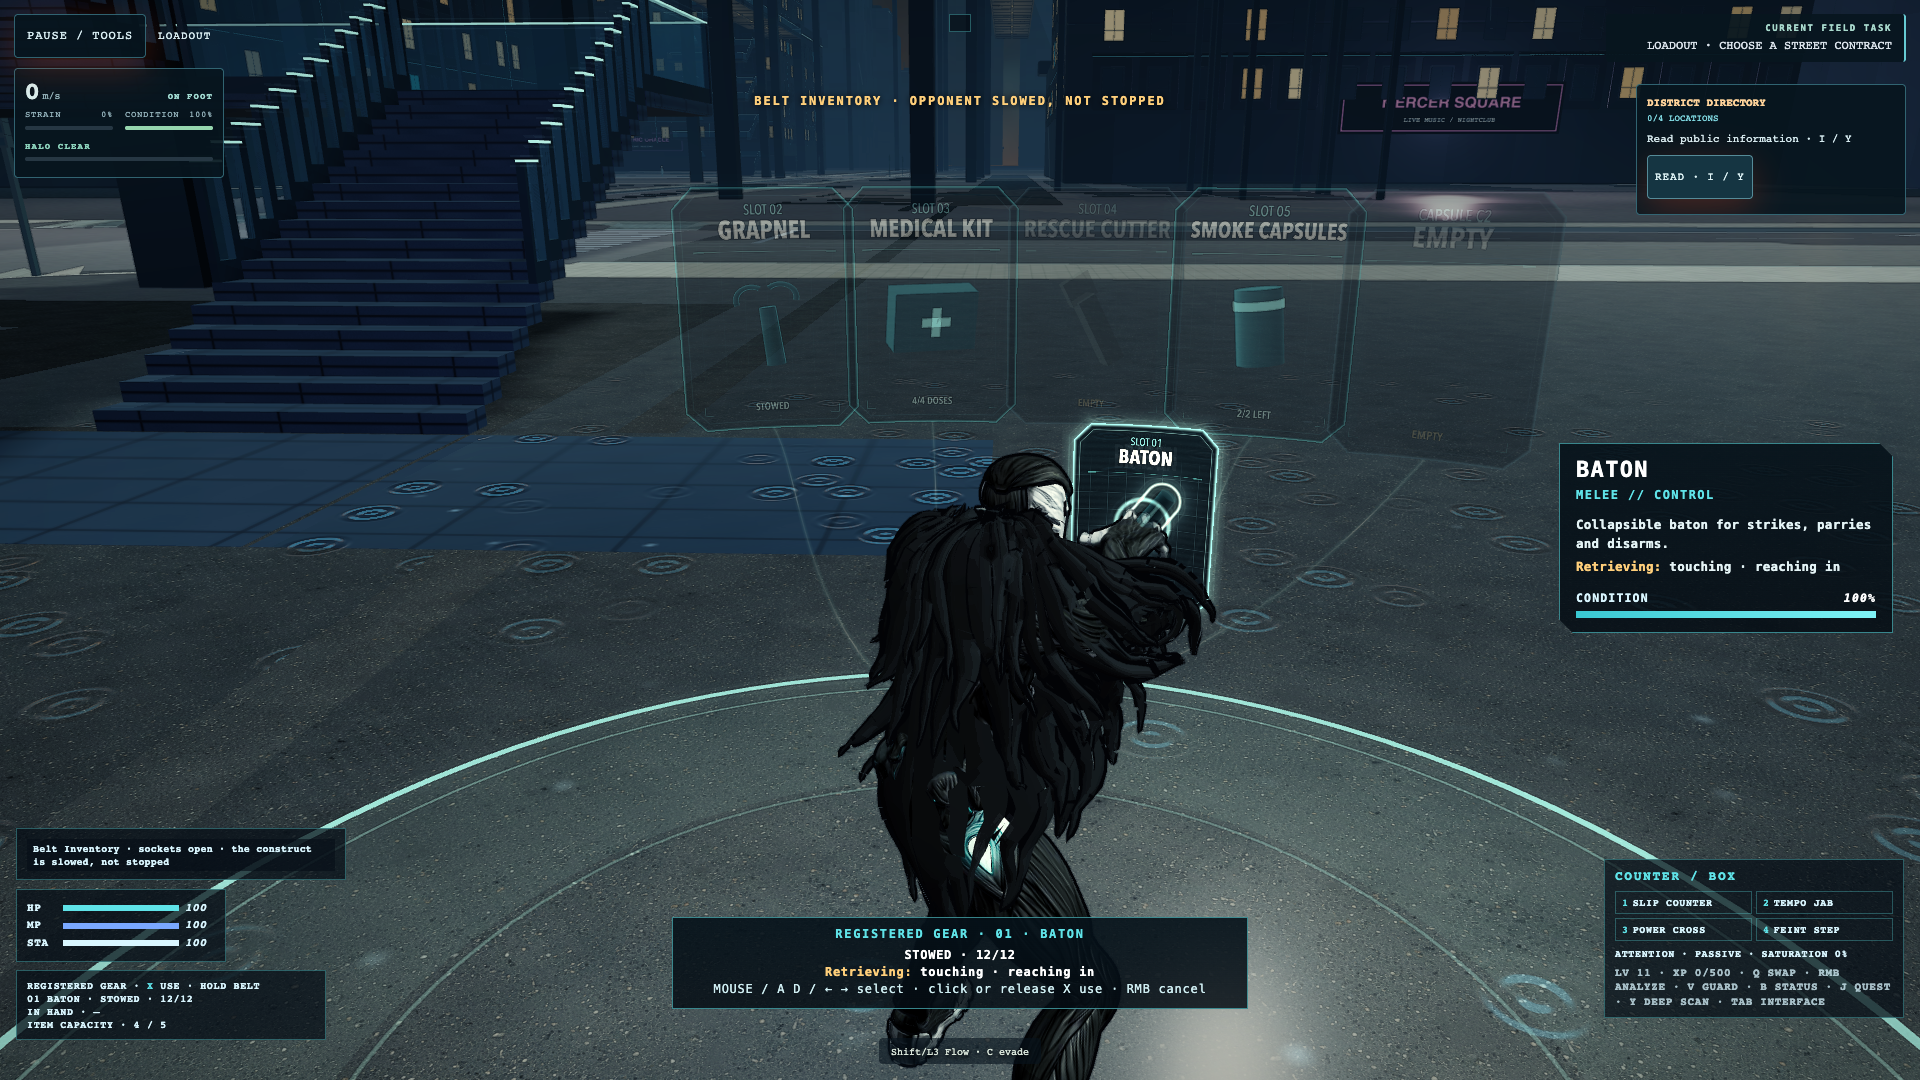 PAUSE / TOOLS
LOADOUT
0 m/s
ON FOOT
STRAIN 0%
CONDITION 100%
HALO CLEAR
BELT INVENTORY · OPPONENT SLOWED, NOT STOPPED
CURRENT FIELD TASK
LOADOUT · CHOOSE A STREET CONTRACT
DISTRICT DIRECTORY
0/4 LOCATIONS
Read public information · I / Y
READ · I / Y
ERCER SQUARE
LIVE MUSIC / NIGHTCLUB
SLOT 02
GRAPNEL
STOWED
SLOT 03
MEDICAL KIT
4/4 DOSES
SLOT 04
RESCUE CUTTER
EMPTY
SLOT 05
SMOKE CAPSULES
2/2 LEFT
CAPSULE C2
EMPTY
EMPTY
SLOT 01
BATON
BATON
MELEE // CONTROL
Collapsible baton for strikes, parries
and disarms.
Retrieving: touching · reaching in
CONDITION 100%
Belt Inventory · sockets open · the construct
is slowed, not stopped
HP 100
MP 100
STA 100
REGISTERED GEAR · X USE · HOLD BELT
01 BATON · STOWED · 12/12
IN HAND · —
ITEM CAPACITY · 4 / 5
REGISTERED GEAR · 01 · BATON
STOWED · 12/12
Retrieving: touching · reaching in
MOUSE / A D / ← → select · click or release X use · RMB cancel
Shift/L3 Flow · C evade
COUNTER / BOX
1 SLIP COUNTER
2 TEMPO JAB
3 POWER CROSS
4 FEINT STEP
ATTENTION · PASSIVE · SATURATION 0%
LV 11 · XP 0/500 · Q SWAP · RMB
ANALYZE · V GUARD · B STATUS · J QUEST
· Y DEEP SCAN · TAB INTERFACE